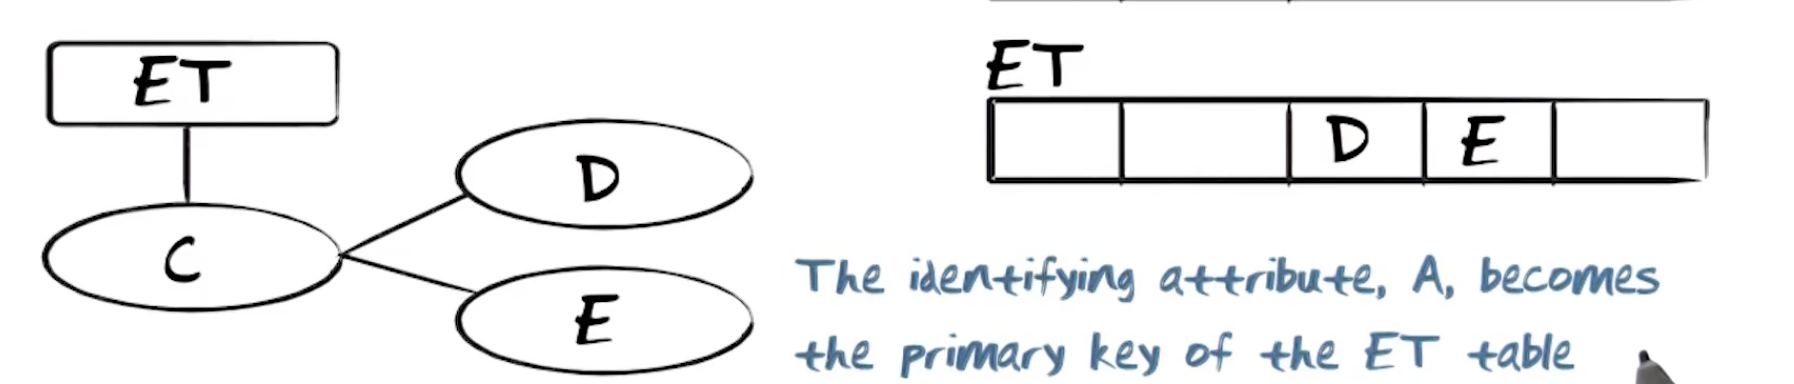 ET
C
D
E
ET
D E
The identifying attribute, A, becomes
the primary key of the ET table